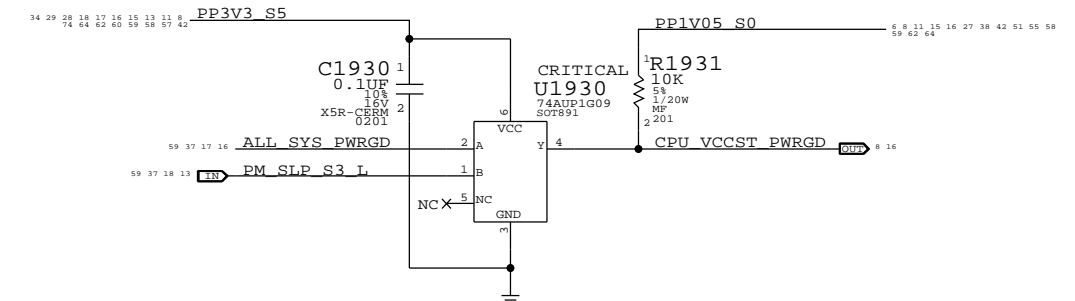 34 29 28 18 17 16 15 13 11 8
74 64 62 60 59 58 57 42
PP3V3_S5
PP1V05_S0
6 8 11 15 16 27 38 42 51 55 58
59 62 64
C1930
0.1UF
10%
16V
X5R-CERM
0201
1
2
CRITICAL
U1930
74AUP1G09
SOT891
1
R1931
10K
5%
1/20W
MF
201
2
6
VCC
59 37 17 16
ALL_SYS_PWRGD
2
A
Y
4
CPU_VCCST_PWRGD
OUT
8 16
59 37 18 13
IN
PM_SLP_S3_L
1
B
NC
5
NC
GND
3